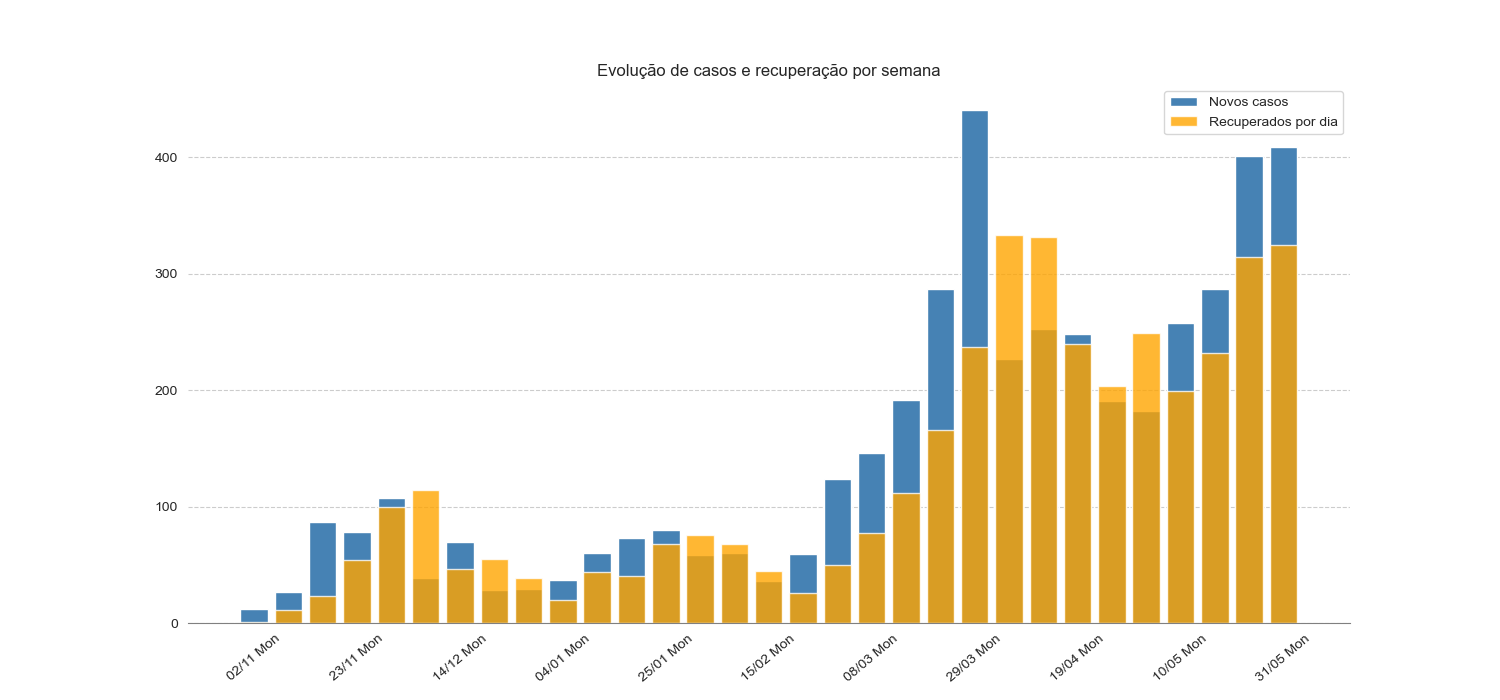 Evolução de casos e recuperação por semana
Novos casos
Recuperados por dia
400
300
200
100
0
02/11 Mon
23/11 Mon
14/12 Mon
04/01 Mon
25/01 Mon
15/02 Mon
08/03 Mon
29/03 Mon
19/04 Mon
10/05 Mon
31/05 Mon